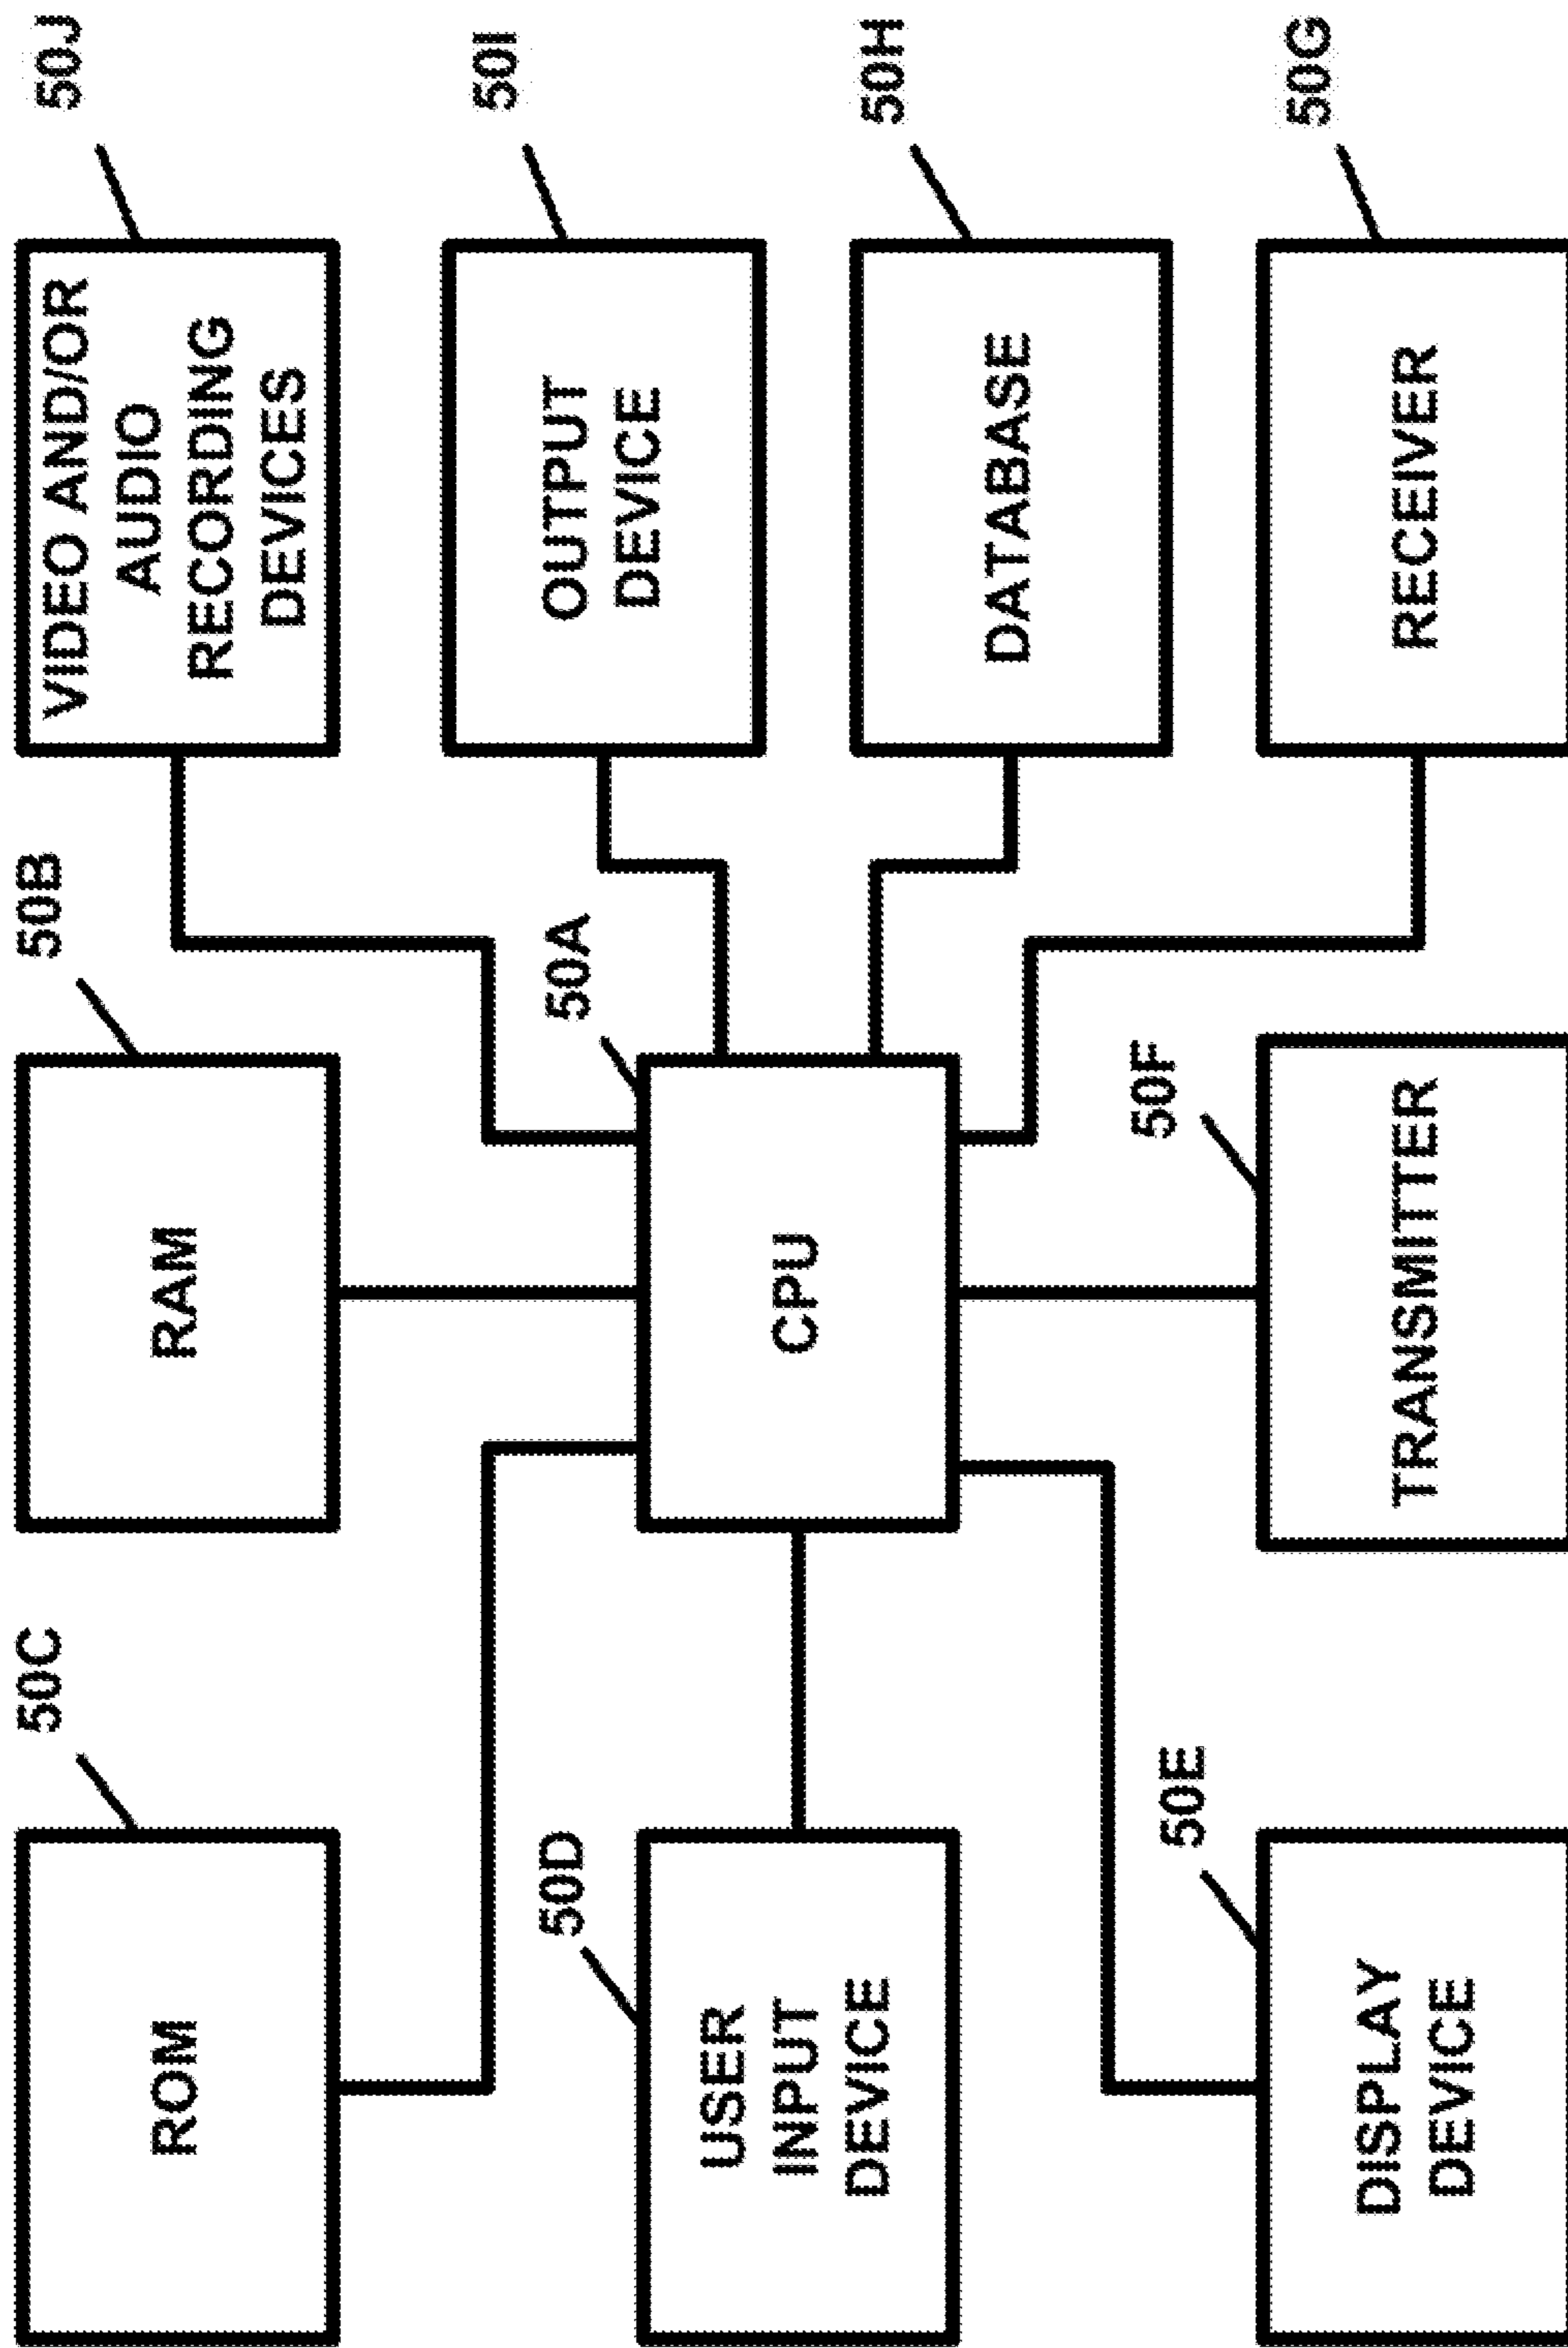 50C
ROM
50B
RAM
50J
VIDEO AND/OR
AUDIO
RECORDING
DEVICES
50D
USER
INPUT
DEVICE
50A
CPU
50I
OUTPUT
DEVICE
50H
DATABASE
50E
DISPLAY
DEVICE
50F
TRANSMITTER
50G
RECEIVER